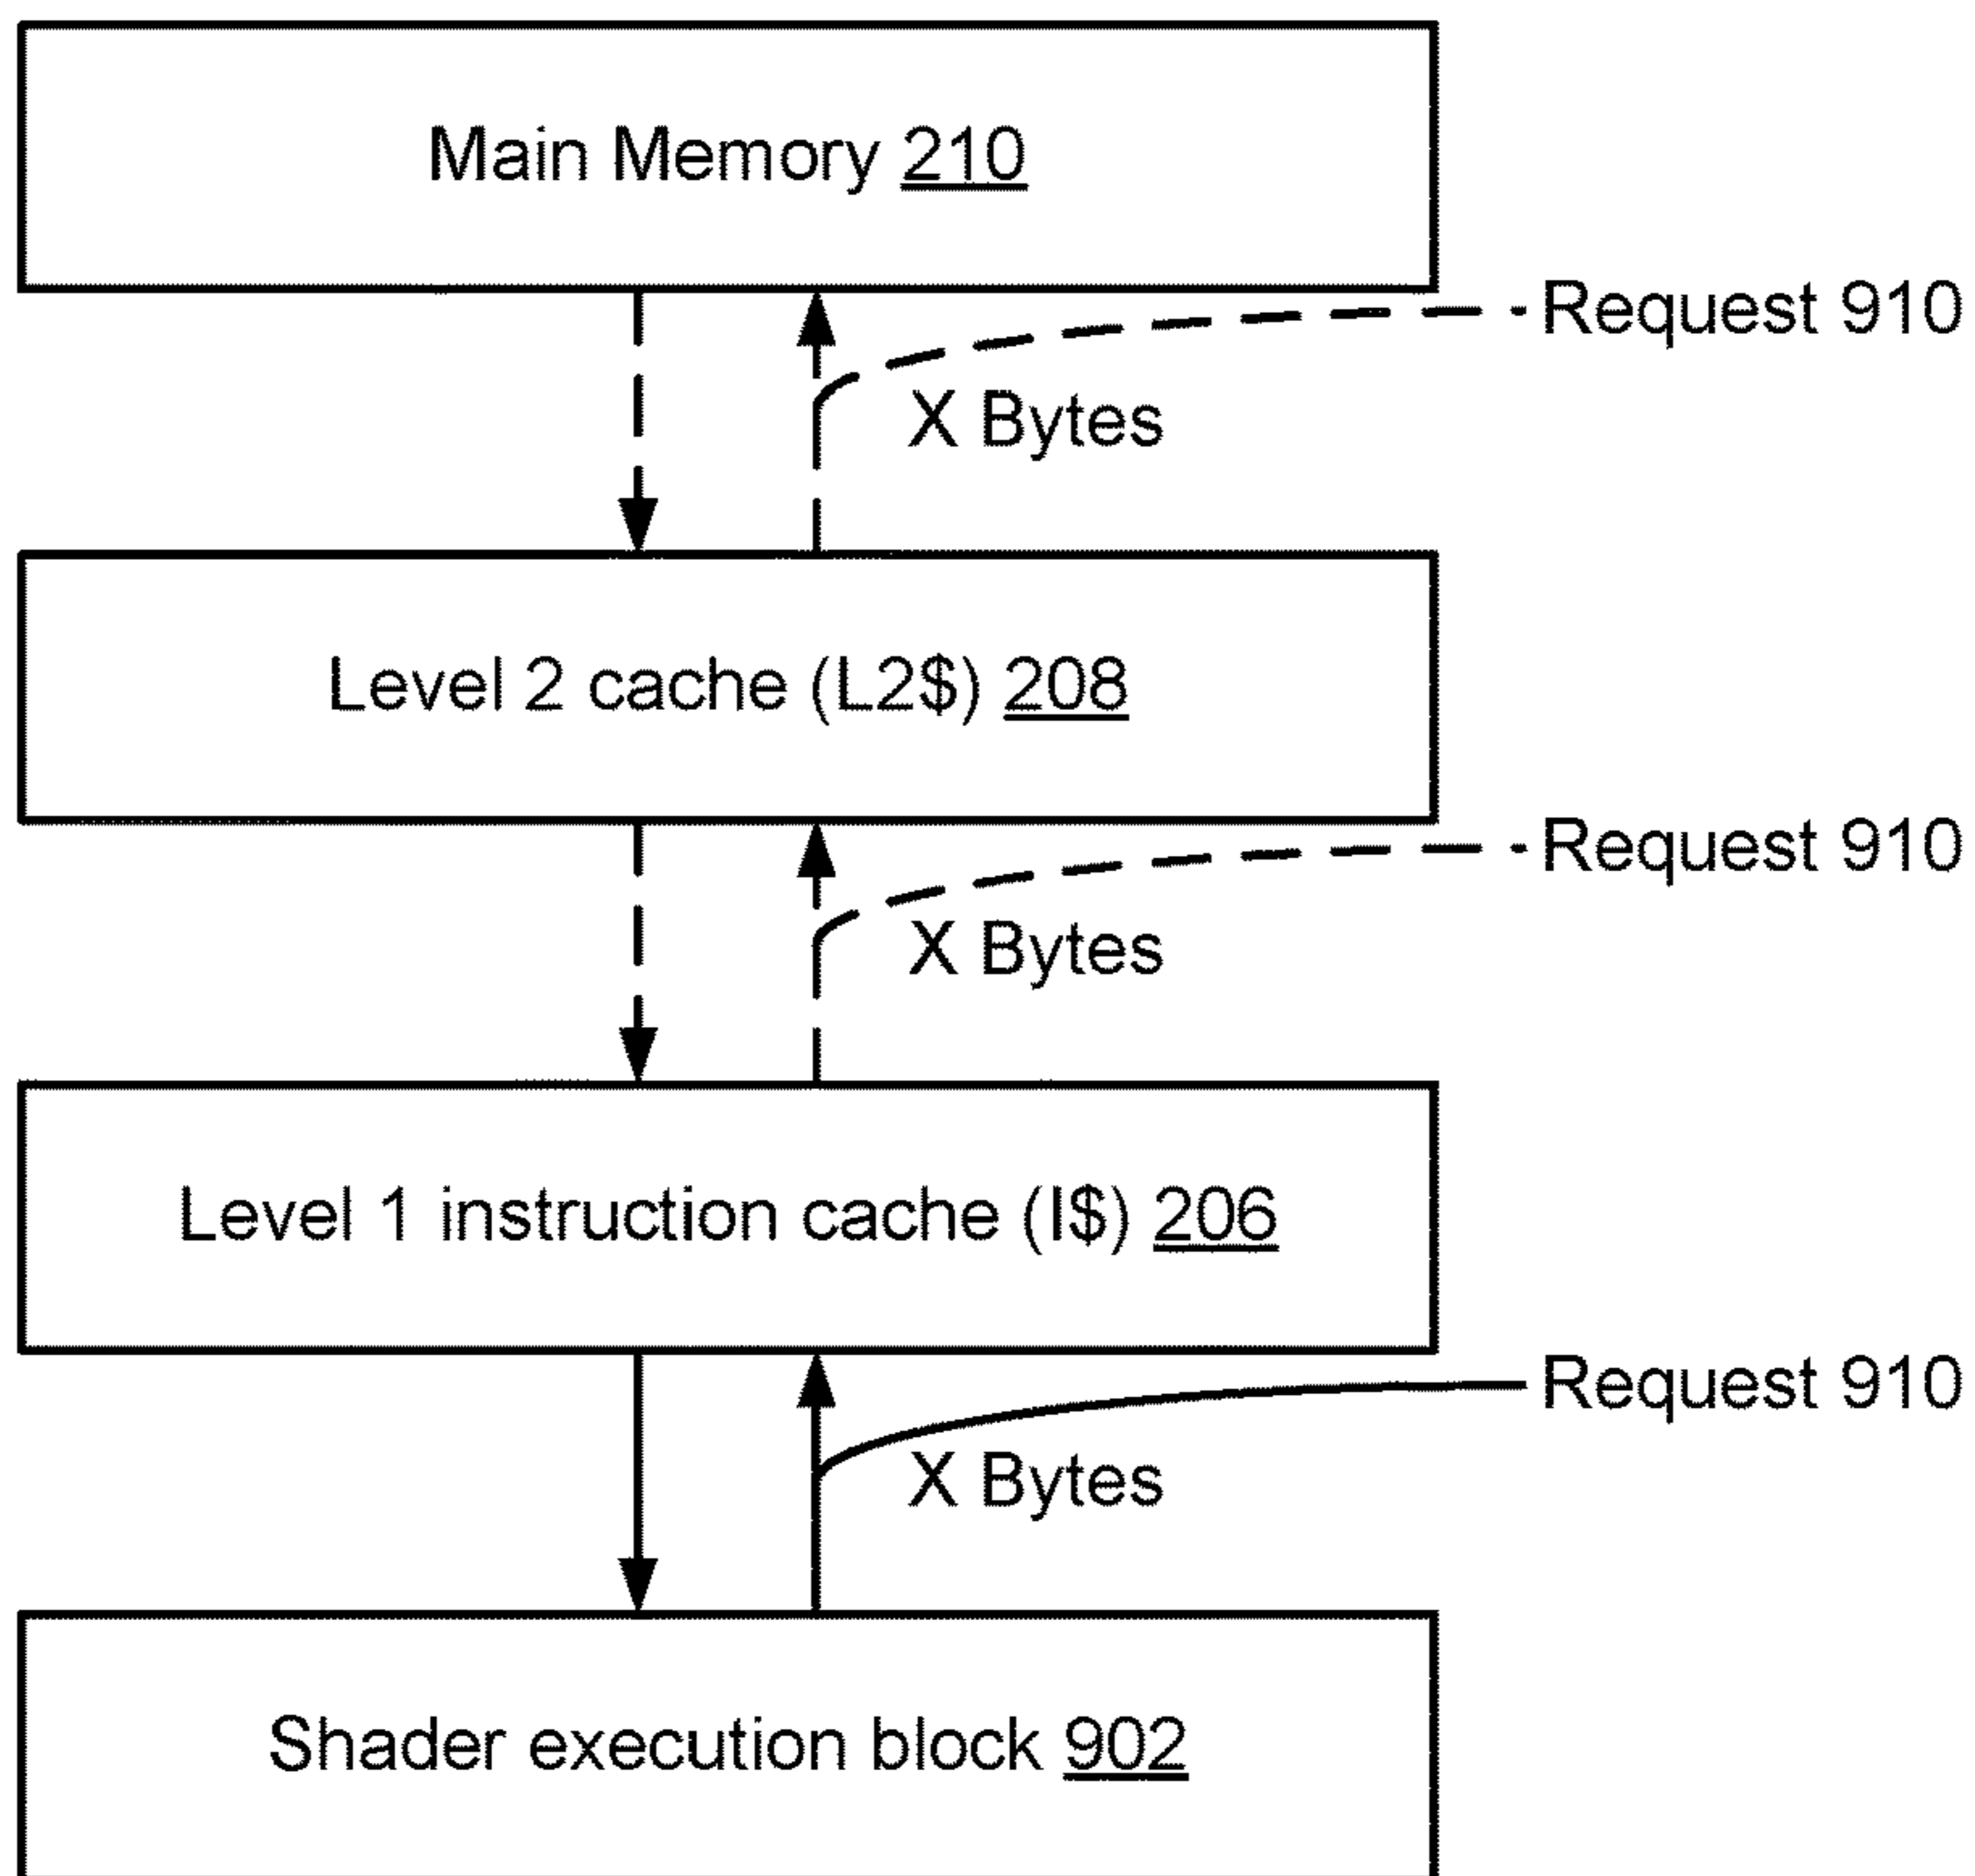 Main Memory 210
Request 910
X Bytes
Level 2 cache (L2$) 208
Request 910
X Bytes
Level 1 instruction cache (I$) 206
Request 910
X Bytes
Shader execution block 902